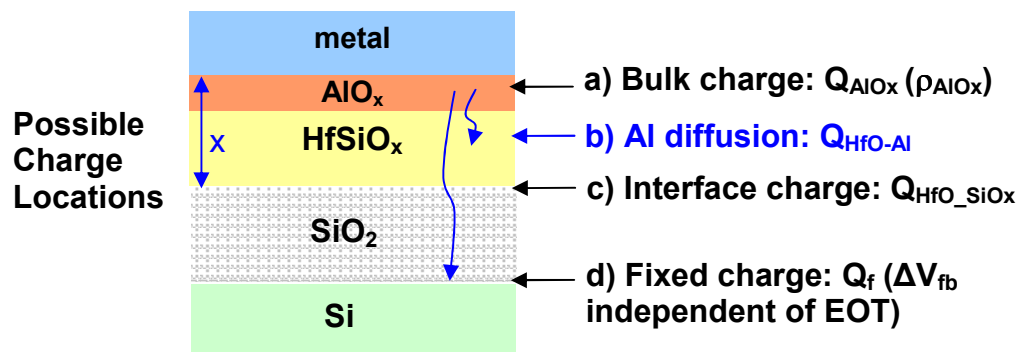 metal
AlOx
HfSiOx
SiO2
Si
x
Possible
Charge
Locations
a) Bulk charge: QAlOx (ρAlOx)
b) Al diffusion: QHfO-Al
c) Interface charge: QHfO_SiOx
d) Fixed charge: Qf (ΔVfb
independent of EOT)